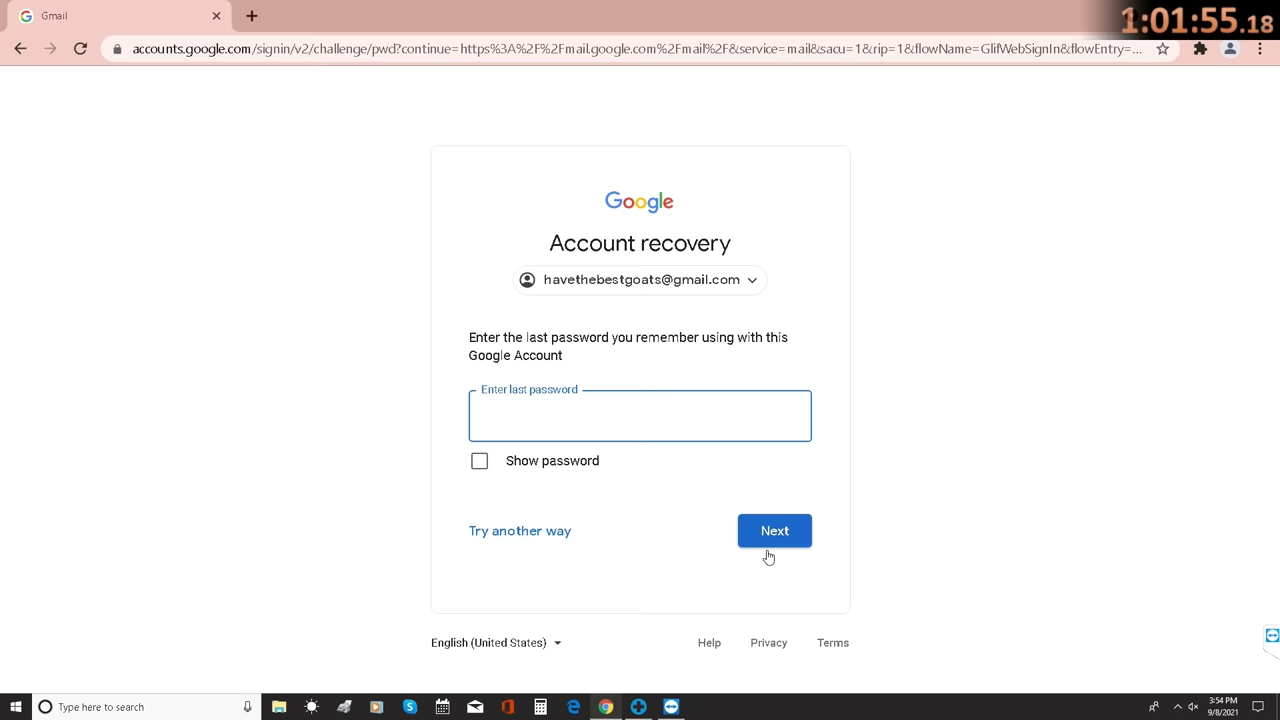 Gmail
1:01:55.18
accounts.google.com/signin/v2/challenge/pwd?continue=https%3A%2F%2Fmail.google.com%2Fmail%2F&service=mail&sacu=1&rip=1&flowName=GlifWebSignIn&flowEntry=...
Google
Account recovery
havethebestgoats@gmail.com
Enter the last password you remember using with this
Google Account
Enter last password
Show password
Try another way
Next
English (United States)
Help
Privacy
Terms
Type here to search
3:54 PM
9/8/2021